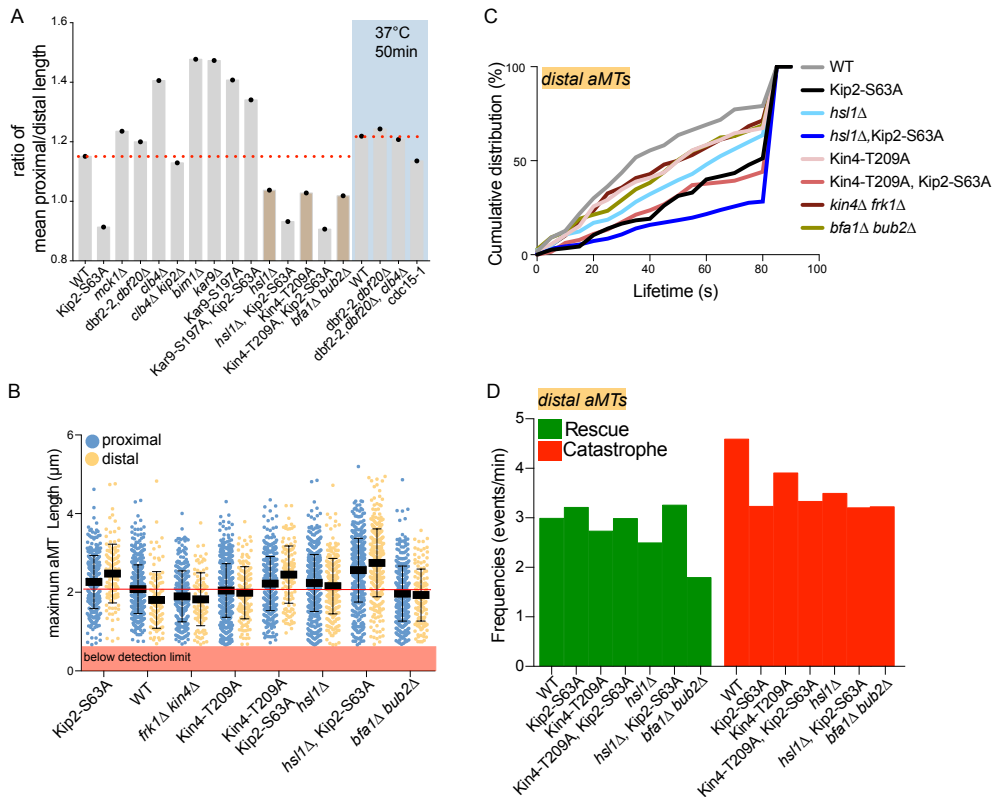 A
ratio of
mean proximal/distal length
1.6
1.4
1.2
1.0
0.8
37°C
50min
WT
Kip2-S63A
mck1Δ
dbf2-2,dbf20Δ
clb4Δ
clb4Δ kip2Δ
bim1Δ
kar9Δ
Kar9-S197A
Kar9-S197A, Kip2-S63A
hsl1Δ
hsl1Δ, Kip2-S63A
Kin4-T209A
Kin4-T209A, Kip2-S63A
bfa1Δ bub2Δ
WT
dbf2-2,dbf20Δ
dbf2-2,dbf20Δ, clb4Δ
cdc15-1
C
distal aMTs
Cumulative distribution (%)
100
50
0
0
20
40
60
80
100
Lifetime (s)
WT
Kip2-S63A
hsl1Δ
hsl1Δ,Kip2-S63A
Kin4-T209A
Kin4-T209A, Kip2-S63A
kin4Δ frk1Δ
bfa1Δ bub2Δ
B
maximum aMT Length (μm)
6
4
2
0
proximal
distal
below detection limit
Kip2-S63A
WT
frk1Δ kin4Δ
Kin4-T209A
Kin4-T209A
Kip2-S63A
hsl1Δ
hsl1Δ, Kip2-S63A
bfa1Δ bub2Δ
D
distal aMTs
Rescue
Catastrophe
Frequencies (events/min)
5
4
3
2
1
0
WT
Kip2-S63A
Kin4-T209A
Kin4-T209A, Kip2-S63A
hsl1Δ
hsl1Δ, Kip2-S63A
bfa1Δ bub2Δ
WT
Kip2-S63A
Kin4-T209A
Kin4-T209A, Kip2-S63A
hsl1Δ
hsl1Δ, Kip2-S63A
bfa1Δ bub2Δ